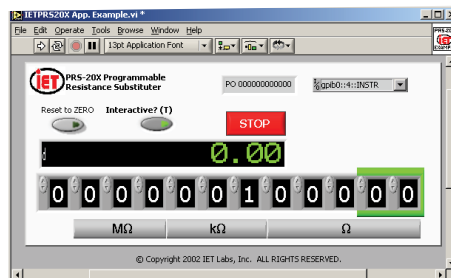 IETPRS20X App. Example.vi *
File Edit Operate Tools Browse Window Help
13pt Application Font
IET PRS-20X Programmable
Resistance Substituter
PO 000000000000
gpib0::4::INSTR
Reset to ZERO Interactive? (T)
STOP
0.00
0 0 0 0 0 0 1 0 0 0 0 0
MΩ kΩ Ω
© Copyright 2002 IET Labs, Inc. ALL RIGHTS RESERVED.